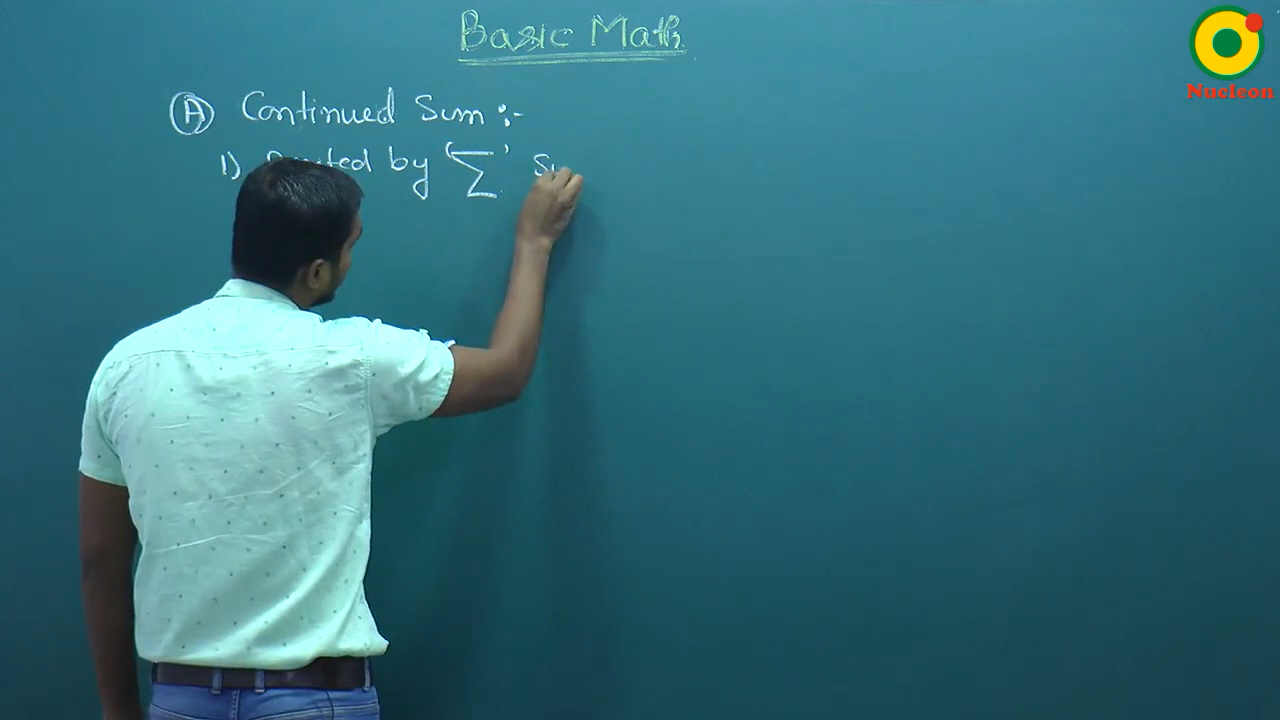 Basic Math
Nucleon
(A) Continued Sum :-
1) by '∑'